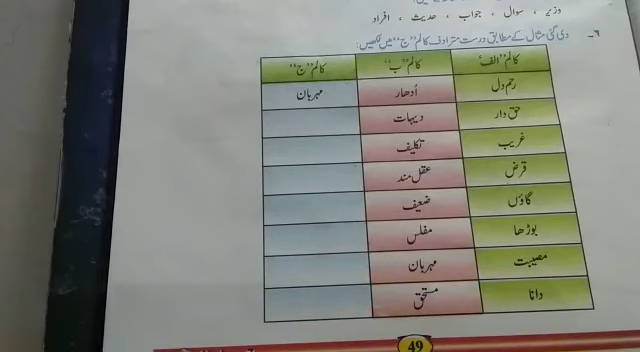 وزیر ، سوال ، جواب ، حدیث ، افراد
۶۔ دی گئی مثال کے مطابق درست مترادف کالم "ج" میں لکھیں:
کالم "الف" کالم "ب" کالم "ج"
رحم دل اُدھار مہربان
حق دار دیہات
غریب تکلیف
قرض عقل مند
گاؤں ضعیف
بوڑھا مفلس
مصیبت مہربان
دانا مستحق
49